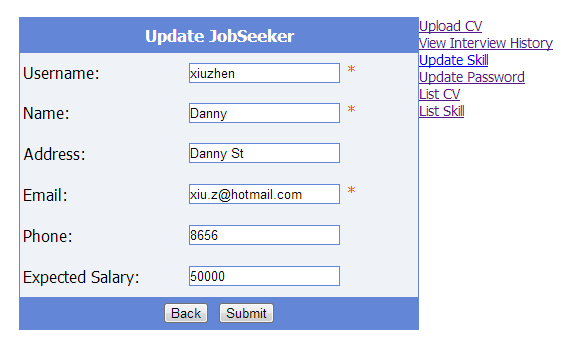 Update JobSeeker
Username: xiuzhen *
Name: Danny *
Address: Danny St
Email: xiu.z@hotmail.com *
Phone: 8656
Expected Salary: 50000
Back Submit
Upload CV
View Interview History
Update Skill
Update Password
List CV
List Skill